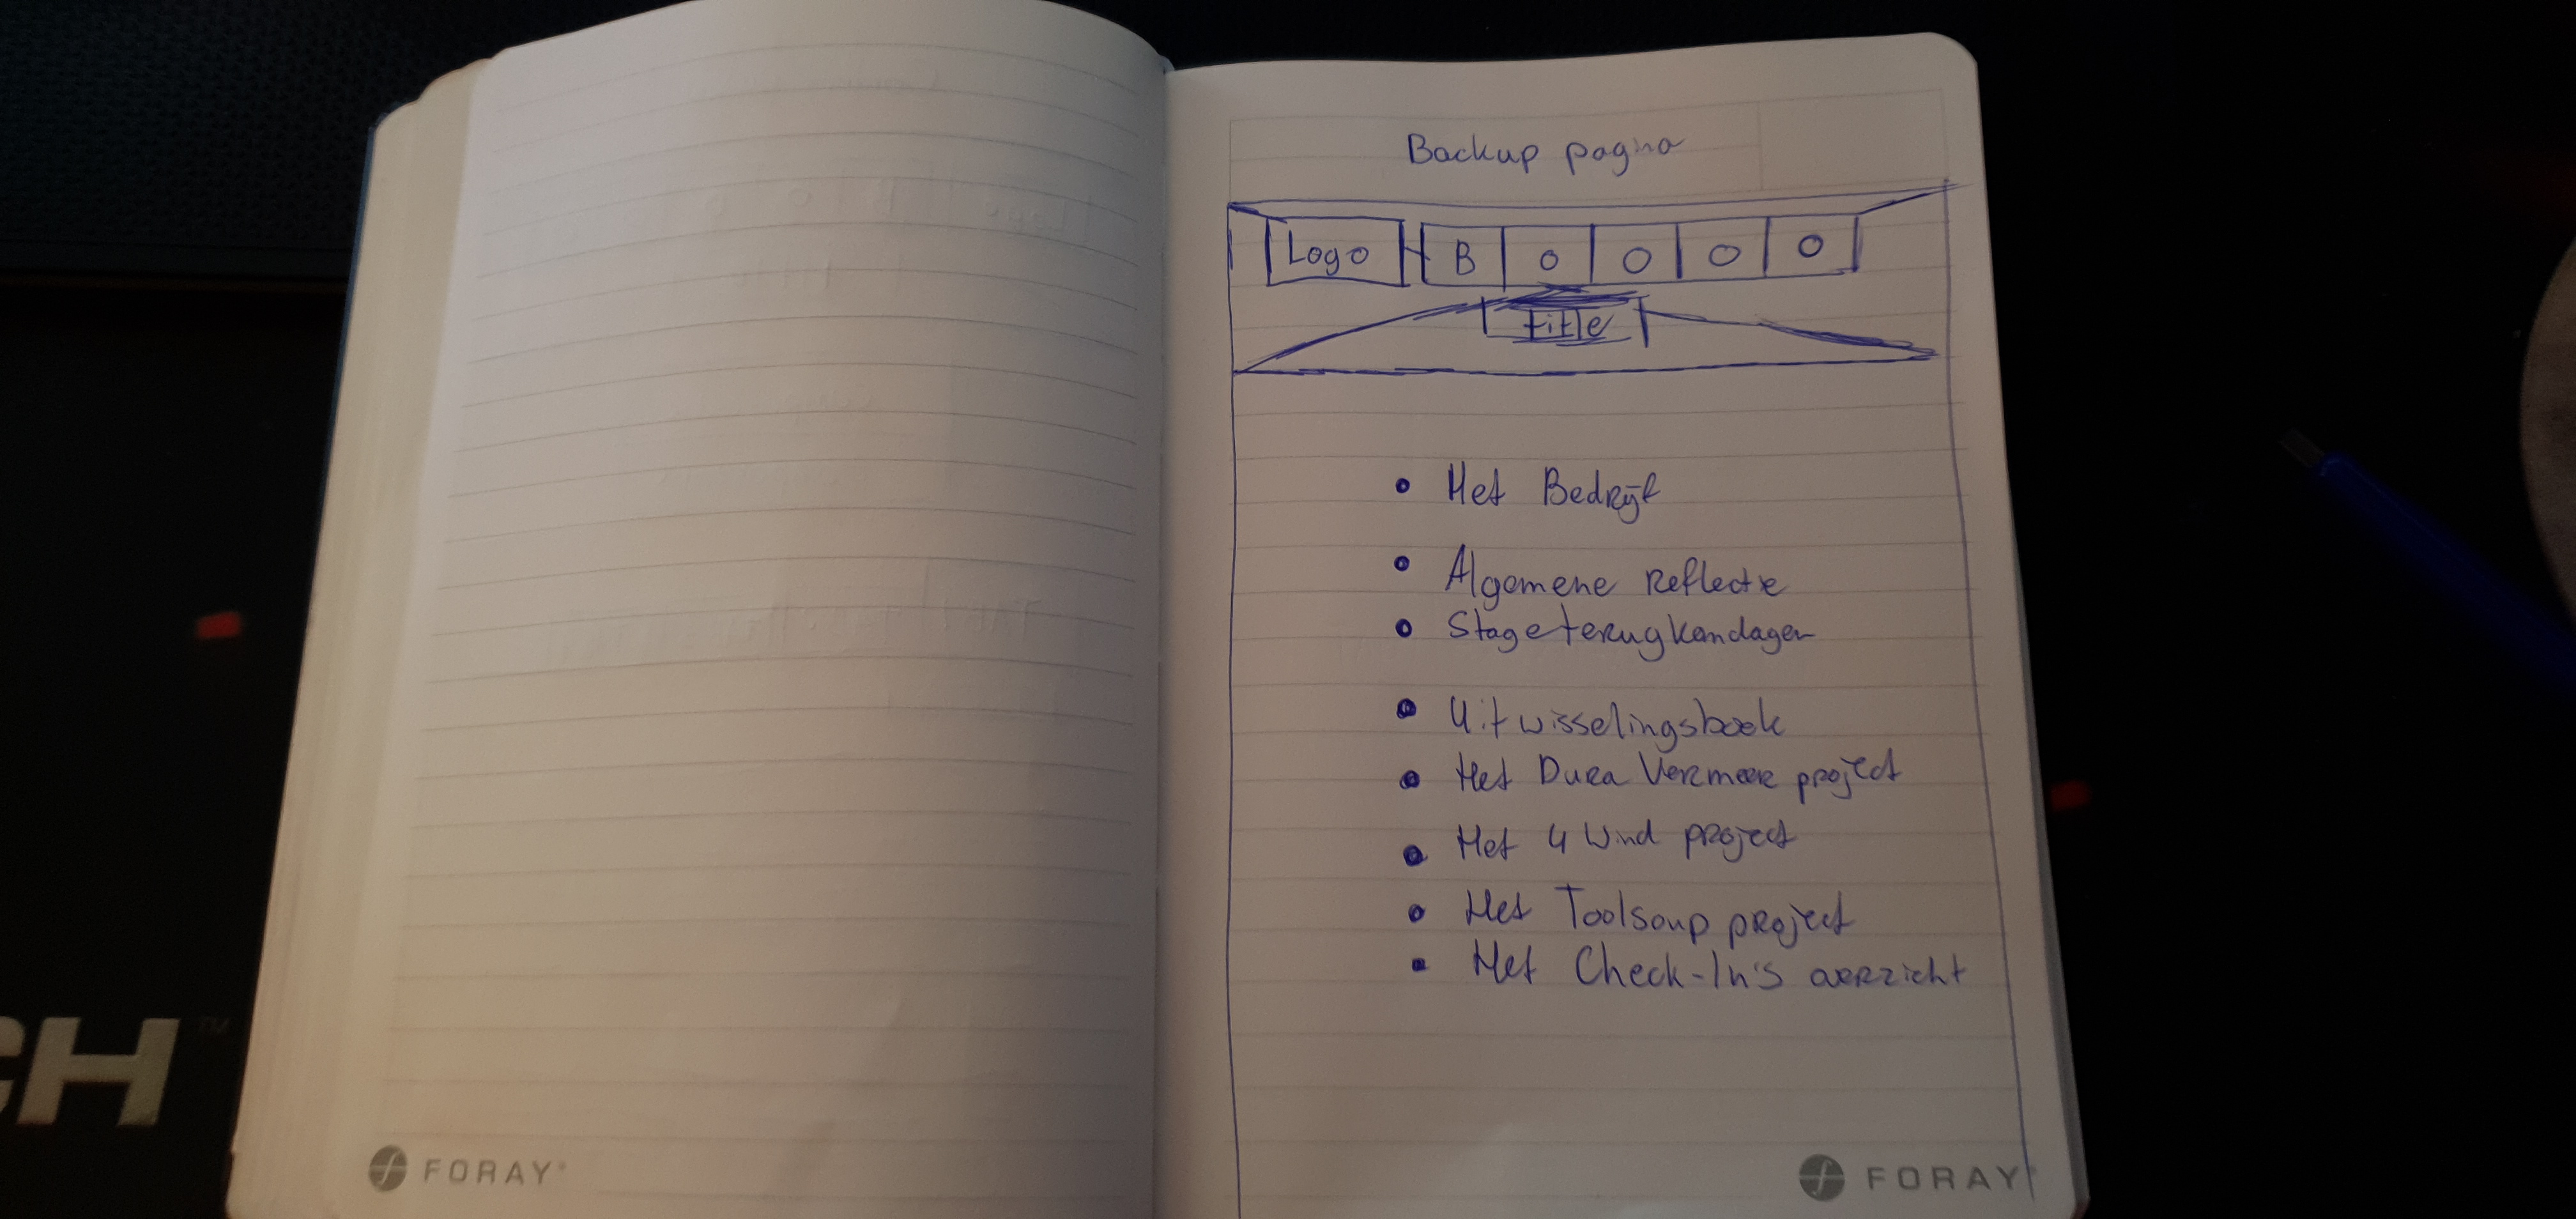 Backup pagina
Logo B O O O O
title
Het Bedrijf
Algemene Reflectie
Stageterugkomdagen
Uitwisselingsboek
Het Dura Vermeer project
Het 4 Wind project
Het Toolsoup project
Het Check-In's overzicht
CH™
FORAY
FORAY